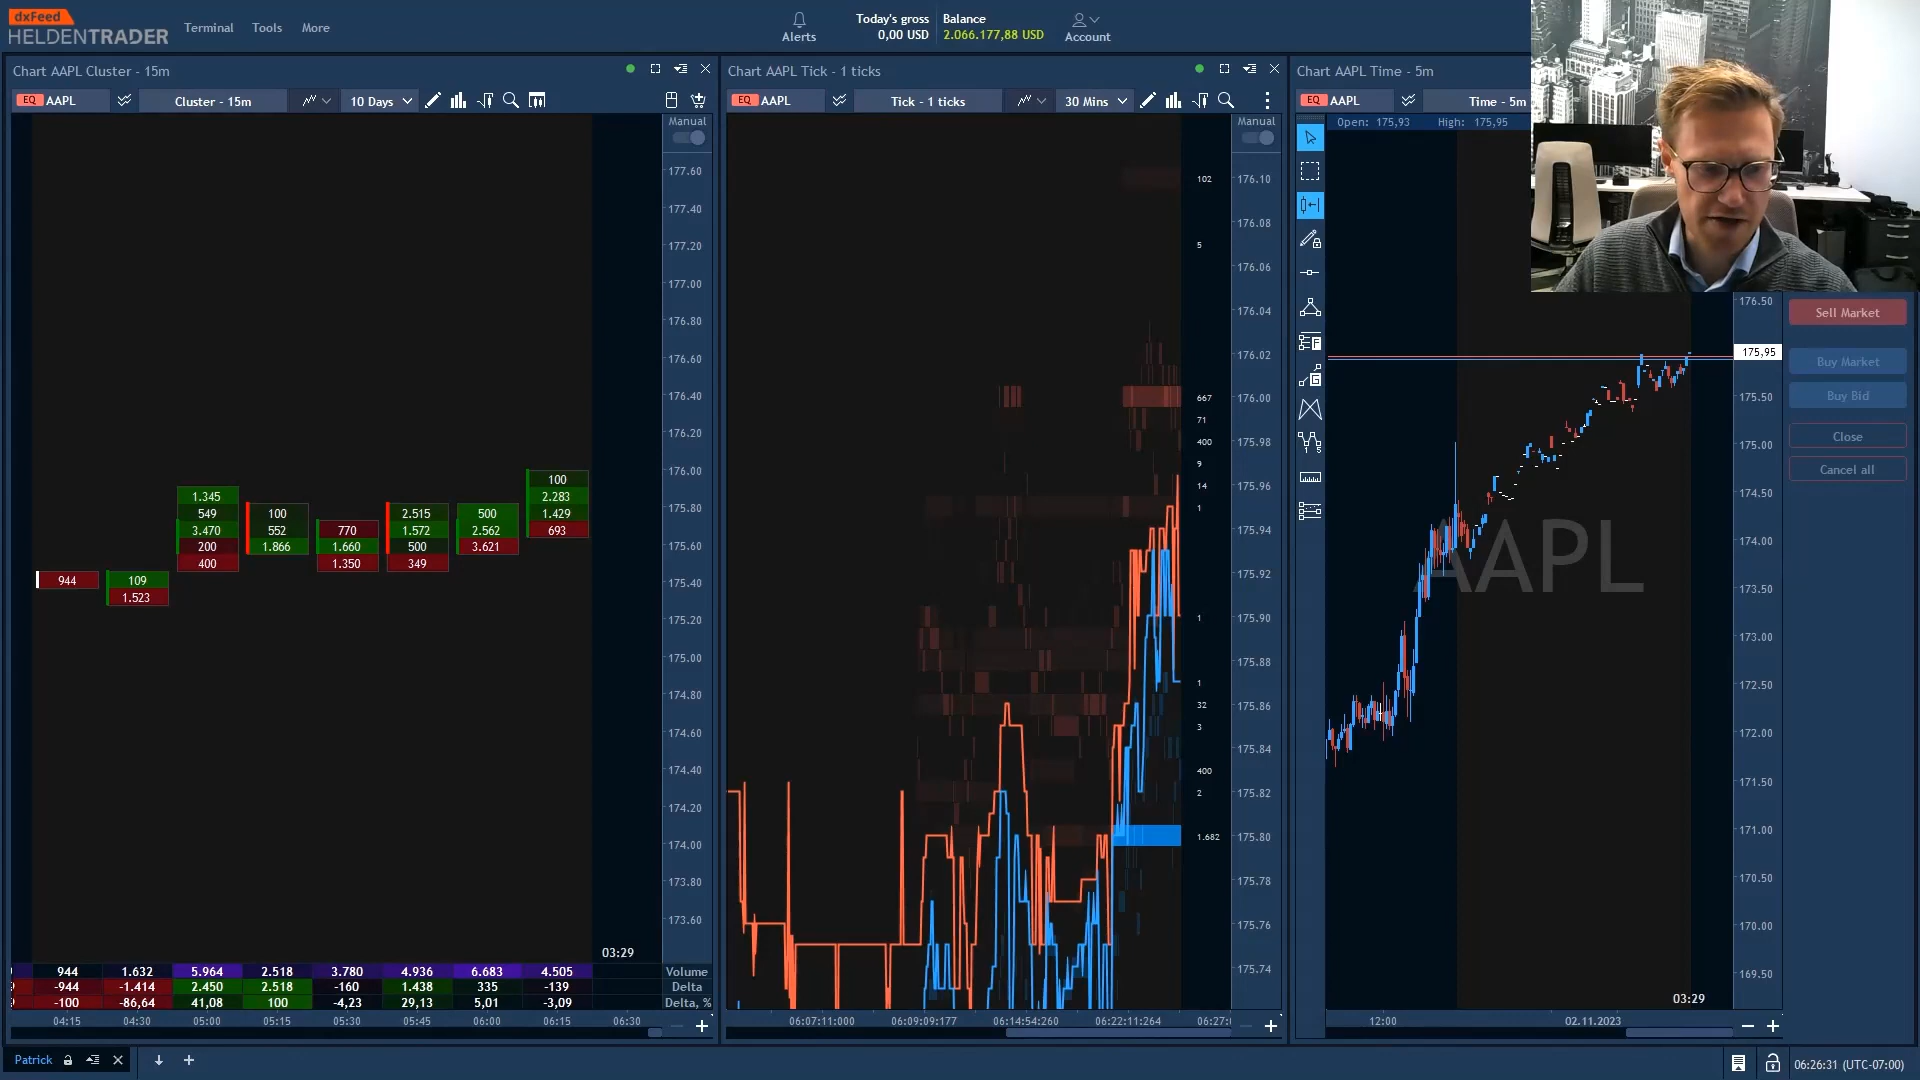 dxFeed
HELDENTRADER
Terminal
Tools
More
Alerts
Today's gross
0,00 USD
Balance
2.066.177,88 USD
Account
Chart AAPL Cluster - 15m
EQ AAPL
Cluster - 15m
10 Days
Manual
177.60
177.40
177.20
177.00
176.80
176.60
176.40
176.20
176.00
175.80
175.60
175.40
175.20
175.00
174.80
174.60
174.40
174.20
174.00
173.80
173.60
944
109
1.523
1.345
549
3.470
200
400
100
552
1.866
770
1.660
1.350
2.515
1.572
500
349
500
2.562
3.621
100
2.283
1.429
693
03:29
944 1.632 5.964 2.518 3.780 4.936 6.683 4.505 Volume
-944 -1.414 2.450 2.518 -160 1.438 335 -139 Delta
-100 -86,64 41,08 100 -4,23 29,13 5,01 -3,09 Delta, %
04:15 04:30 05:00 05:15 05:30 05:45 06:00 06:15 06:30
Chart AAPL Tick - 1 ticks
EQ AAPL
Tick - 1 ticks
30 Mins
Manual
102
5
667
71
400
9
14
1
1
1
32
3
400
2
1.682
176.10
176.08
176.06
176.04
176.02
176.00
175.98
175.96
175.94
175.92
175.90
175.88
175.86
175.84
175.82
175.80
175.78
175.76
175.74
06:07:11:000 06:09:09:177 06:14:54:260 06:22:11:264 06:27:
Chart AAPL Time - 5m
EQ AAPL
Time - 5m
Open: 175,93 High: 175,95
AAPL
176.50
175,95
175.50
175.00
174.50
174.00
173.50
173.00
172.50
172.00
171.50
171.00
170.50
170.00
169.50
03:29
12:00 02.11.2023
Sell Market
Buy Market
Buy Bid
Close
Cancel all
Patrick
06:26:31 (UTC-07:00)